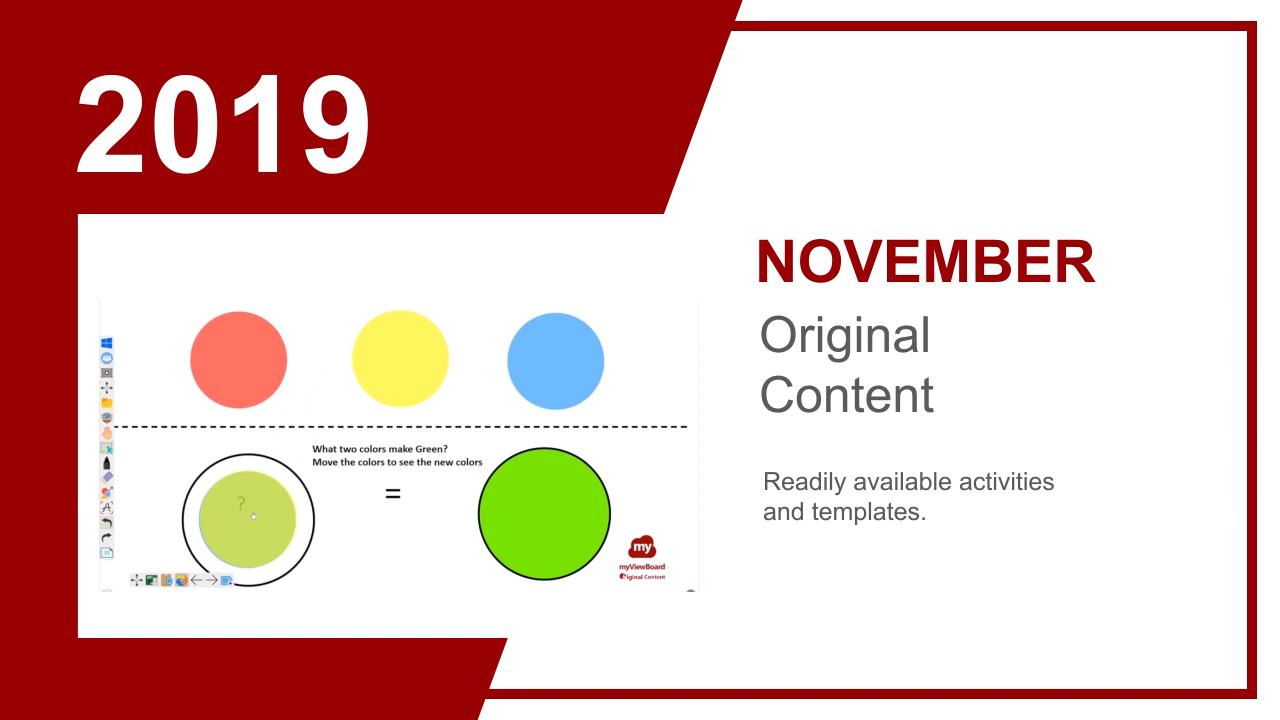 2019
NOVEMBER
Original
Content
Readily available activities
and templates.
What two colors make Green?
Move the colors to see the new colors
?
=
my
myViewBoard
Original Content